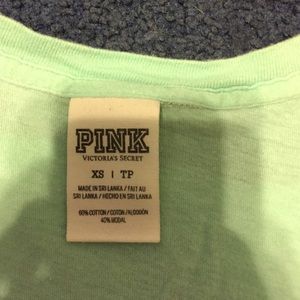 PINK
VICTORIA'S SECRET
XS | TP
MADE IN SRI LANKA / FAIT AU
SRI LANKA / HECHO EN SRI LANKA
60% COTTON / COTON / ALGODÓN
40% MODAL